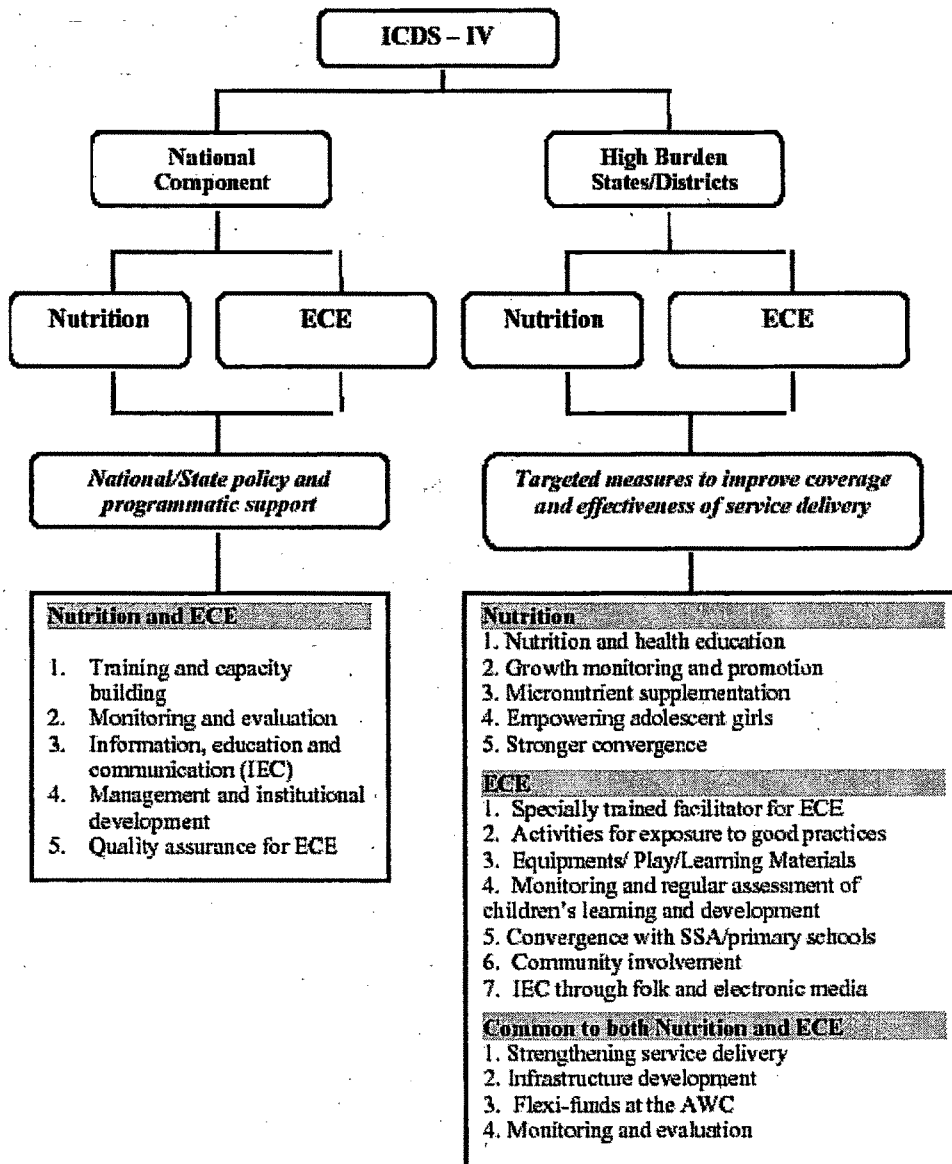 ICDS – IV
National
Component
High Burden
States/Districts
Nutrition
ECE
Nutrition
ECE
National/State policy and
programmatic support
Targeted measures to improve coverage
and effectiveness of service delivery
Nutrition and ECE
1. Training and capacity
building
2. Monitoring and evaluation
3. Information, education and
communication (IEC)
4. Management and institutional
development
5. Quality assurance for ECE
Nutrition
1. Nutrition and health education
2. Growth monitoring and promotion
3. Micronutrient supplementation
4. Empowering adolescent girls
5. Stronger convergence
ECE
1. Specially trained facilitator for ECE
2. Activities for exposure to good practices
3. Equipments/ Play/Learning Materials
4. Monitoring and regular assessment of
children's learning and development
5. Convergence with SSA/primary schools
6. Community involvement
7. IEC through folk and electronic media
Common to both Nutrition and ECE
1. Strengthening service delivery
2. Infrastructure development
3. Flexi-funds at the AWC
4. Monitoring and evaluation